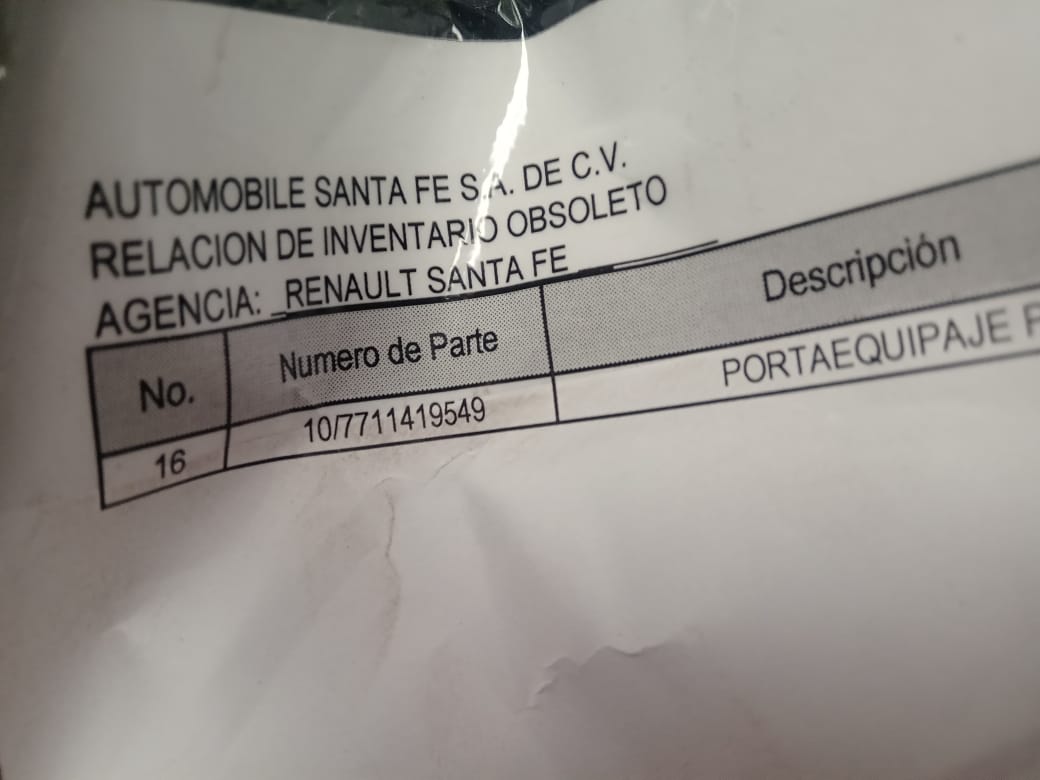 AUTOMOBILE SANTA FE S.A. DE C.V.
RELACION DE INVENTARIO OBSOLETO
AGENCIA: RENAULT SANTA FE
No. Numero de Parte Descripción
16 10/7711419549 PORTAEQUIPAJE